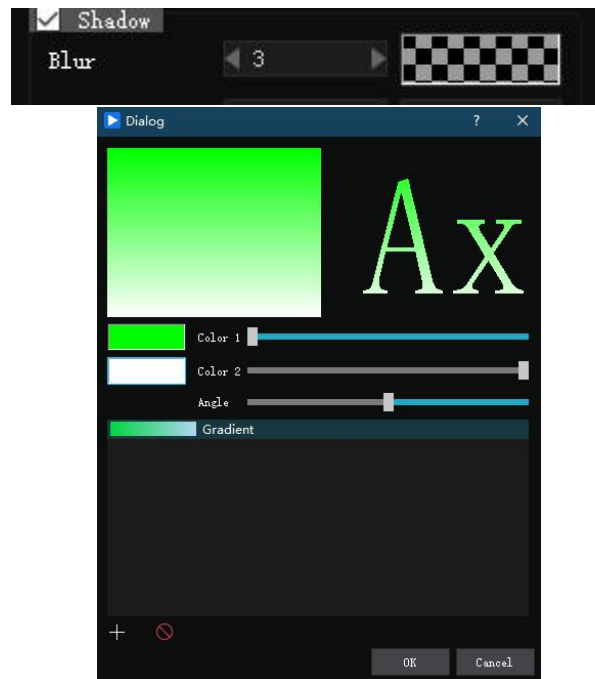 Shadow
Blur 3
Dialog ? ×
Ax
Color 1
Color 2
Angle
Gradient
OK Cancel